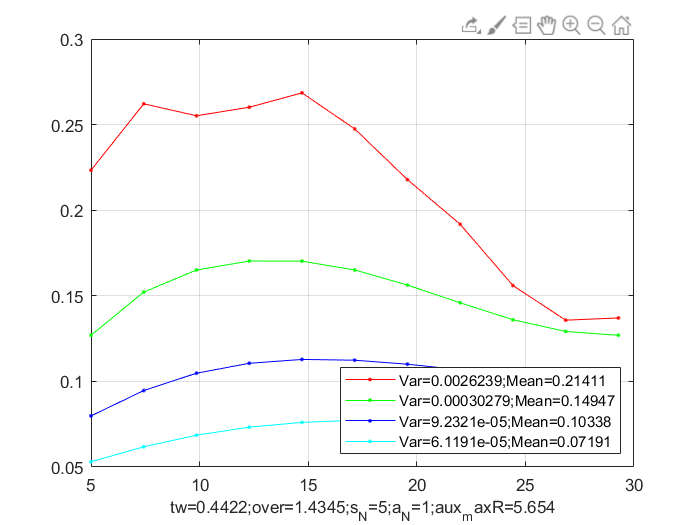 0.3
0.25
0.2
0.15
0.1
0.05
Var=0.0026239;Mean=0.21411
Var=0.00030279;Mean=0.14947
Var=9.2321e-05;Mean=0.10338
Var=6.1191e-05;Mean=0.07191
5 10 15 20 25 30
tw=0.4422;over=1.4345;s_N=5;a_N=1;aux_maxR=5.654